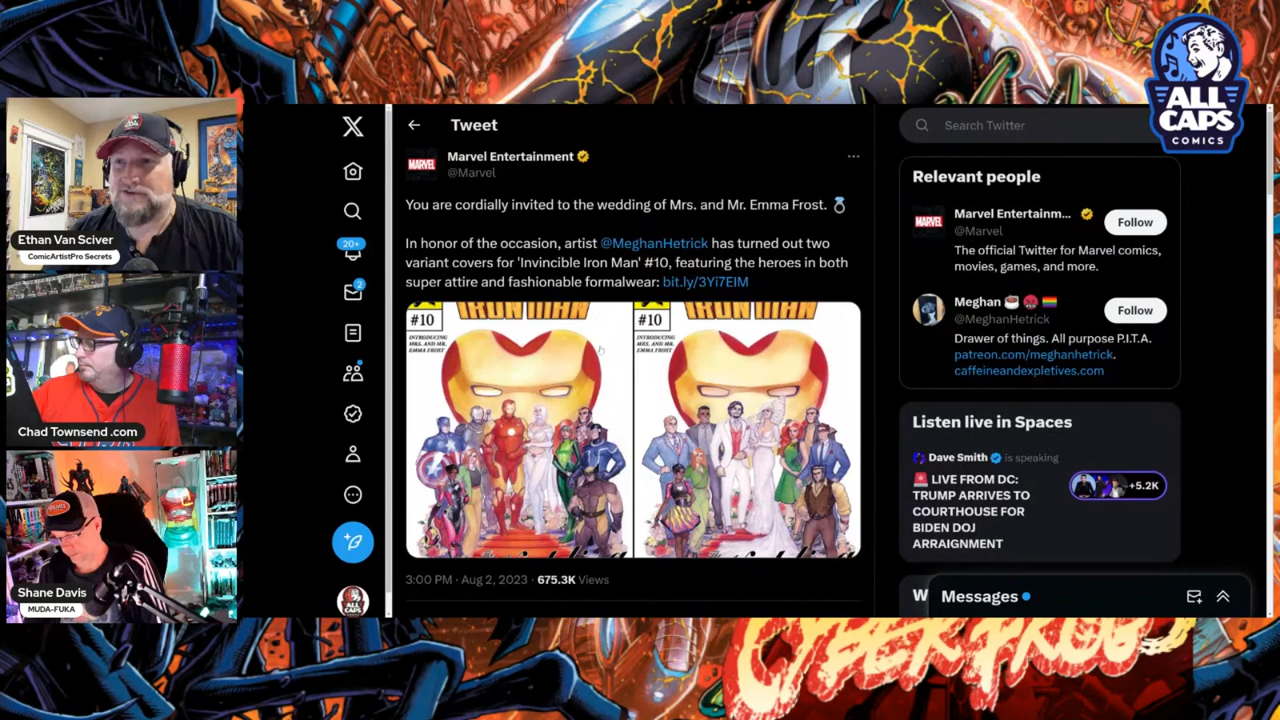 Ethan Van Sciver
ComicArtistPro Secrets
Chad Townsend .com
Shane Davis
MUDA-FUKA
20+
2
ALL
CAPS
Tweet
Marvel Entertainment
@Marvel
MARVEL
You are cordially invited to the wedding of Mrs. and Mr. Emma Frost.
In honor of the occasion, artist @MeghanHetrick has turned out two
variant covers for 'Invincible Iron Man' #10, featuring the heroes in both
super attire and fashionable formalwear: bit.ly/3Yi7EIM
IRON MAN
#10
INTRODUCING
MRS. AND MR.
EMMA FROST
IRON MAN
#10
INTRODUCING
MRS. AND MR.
EMMA FROST
3:00 PM · Aug 2, 2023 · 675.3K Views
Search Twitter
Relevant people
MARVEL
Marvel Entertainm...
@Marvel
Follow
The official Twitter for Marvel comics,
movies, games, and more.
Meghan
@MeghanHetrick
Follow
Drawer of things. All purpose P.I.T.A.
patreon.com/meghanhetrick.
caffeineandexpletives.com
Listen live in Spaces
Dave Smith is speaking
LIVE FROM DC:
TRUMP ARRIVES TO
COURTHOUSE FOR
BIDEN DOJ
ARRAIGNMENT
+5.2K
W
Messages
ALL
CAPS
COMICS
CYBERFROG